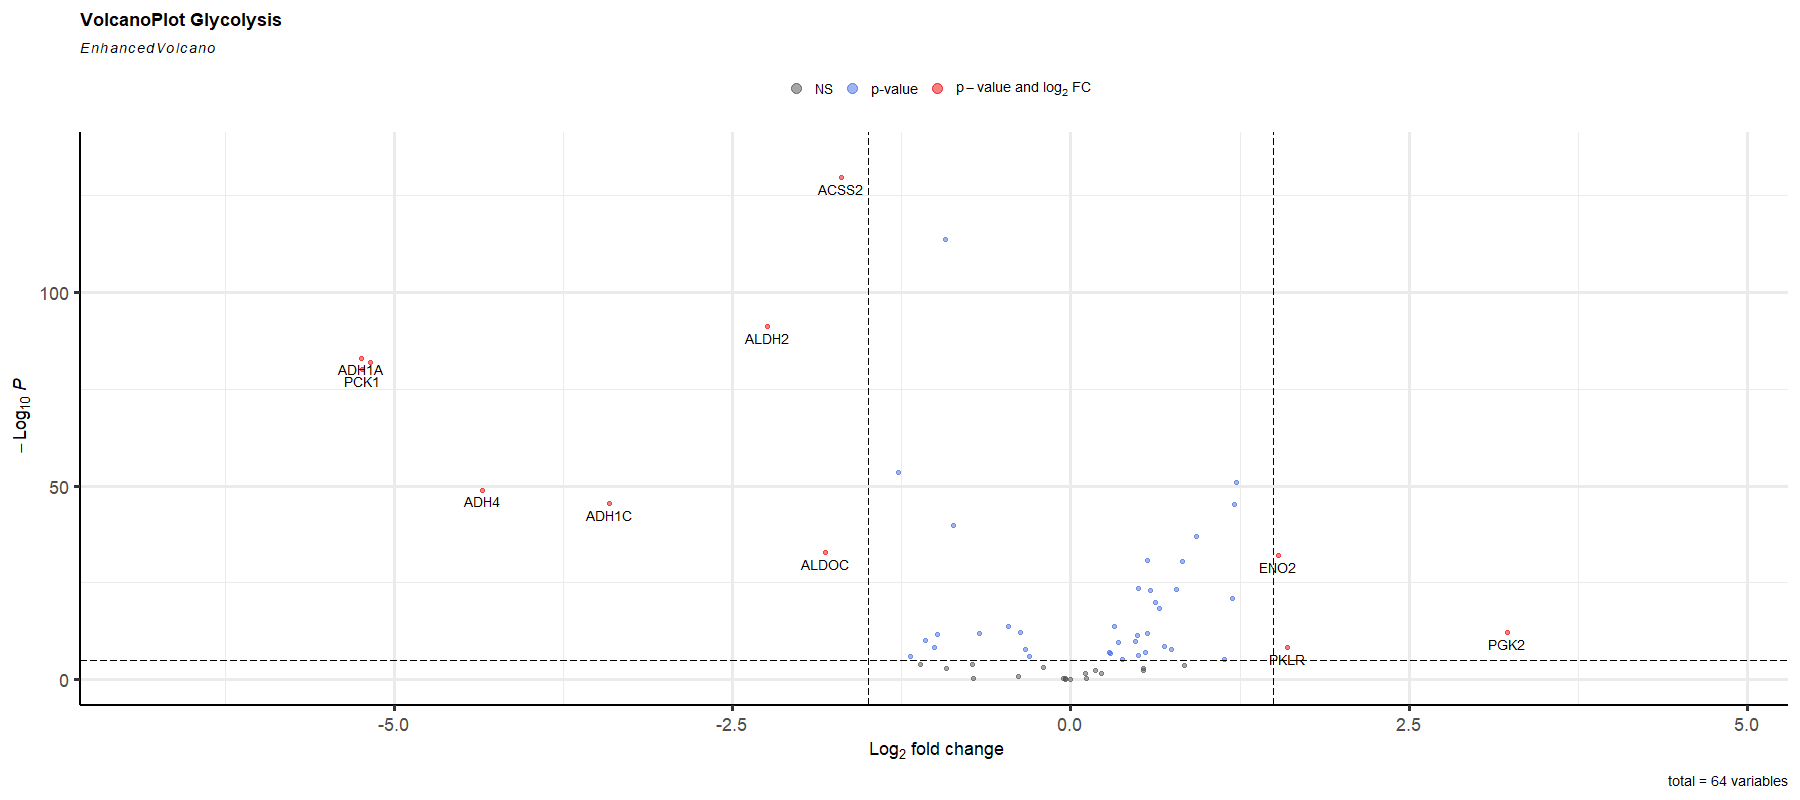 VolcanoPlot Glycolysis
EnhancedVolcano
NS p-value p − value and log2 FC
ACSS2
100
ALDH2
ADH1A
PCK1
− Log10 P
50
ADH4
ADH1C
ALDOC
ENO2
PGK2
PKLR
0
-5.0 -2.5 0.0 2.5 5.0
Log2 fold change
total = 64 variables